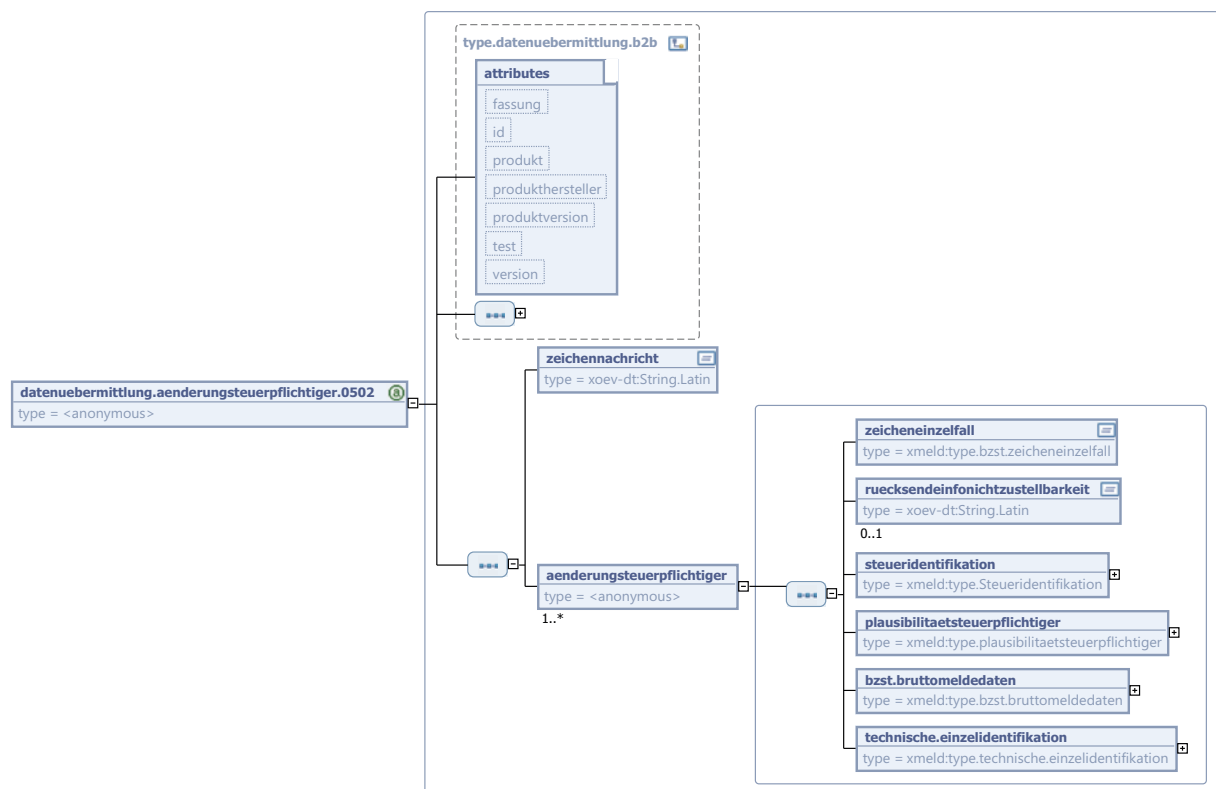 type.datenuebermittlung.b2b
attributes
fassung
id
produkt
produkthersteller
produktversion
test
version
zeichennachricht
type = xoev-dt:String.Latin
datenuebermittlung.aenderungsteuerpflichtiger.0502
type = <anonymous>
aenderungsteuerpflichtiger
type = <anonymous>
1..*
zeicheneinzelfall
type = xmeld:type.bzst.zeicheneinzelfall
ruecksendeinfonichtzustellbarkeit
type = xoev-dt:String.Latin
0..1
steueridentifikation
type = xmeld:type.Steueridentifikation
plausibilitaetsteuerpflichtiger
type = xmeld:type.plausibilitaetsteuerpflichtiger
bzst.bruttomeldedaten
type = xmeld:type.bzst.bruttomeldedaten
technische.einzelidentifikation
type = xmeld:type.technische.einzelidentifikation